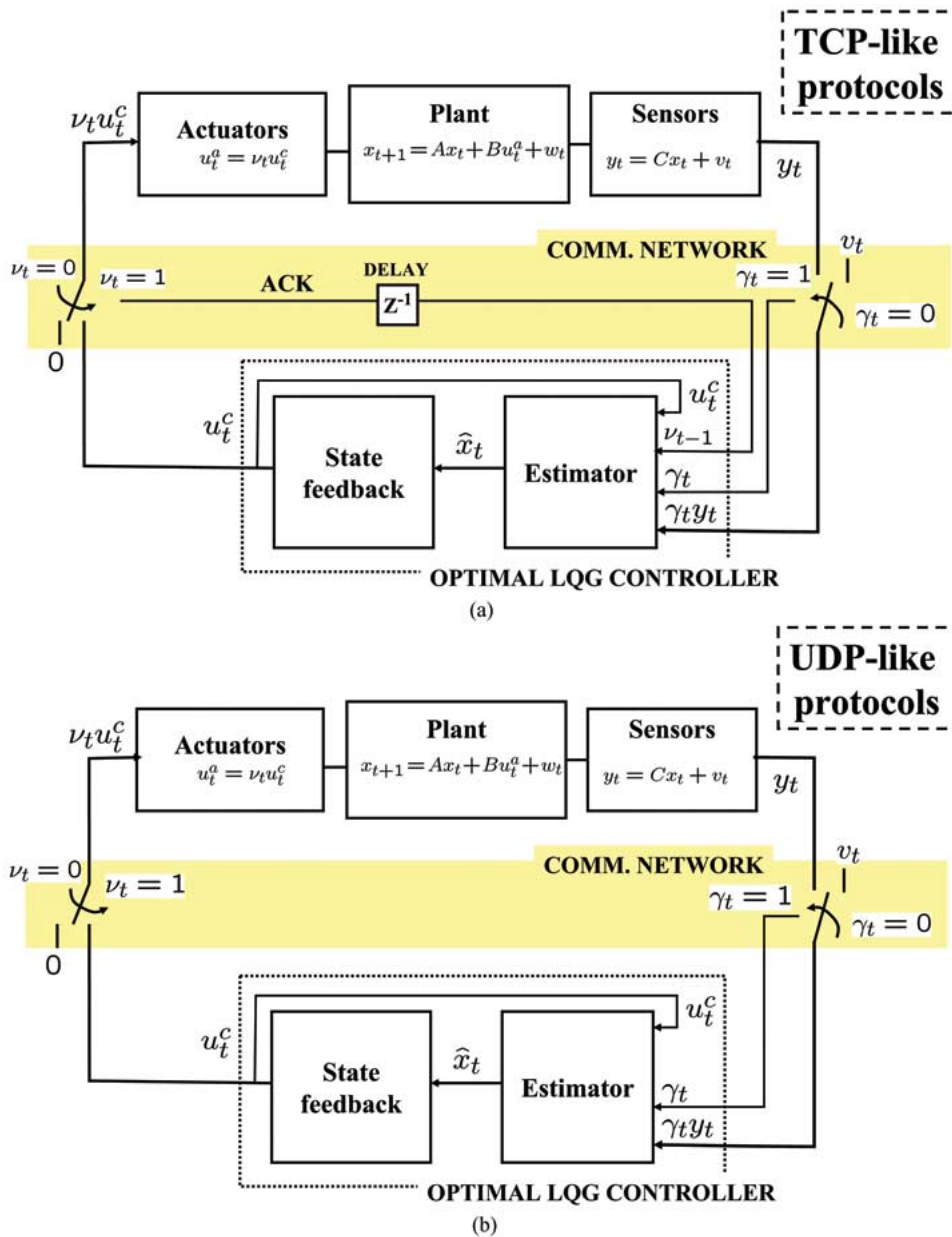 TCP-like
protocols
Actuators
u_t^a = ν_t u_t^c
Plant
x_{t+1} = Ax_t + Bu_t^a + w_t
Sensors
y_t = Cx_t + v_t
ν_t u_t^c
y_t
COMM. NETWORK
v_t
ν_t = 0
ν_t = 1
ACK
DELAY
Z^{-1}
γ_t = 1
γ_t = 0
0
u_t^c
State
feedback
x̂_t
Estimator
u_t^c
ν_{t−1}
γ_t
γ_t y_t
OPTIMAL LQG CONTROLLER
(a)
UDP-like
protocols
Actuators
u_t^a = ν_t u_t^c
Plant
x_{t+1} = Ax_t + Bu_t^a + w_t
Sensors
y_t = Cx_t + v_t
ν_t u_t^c
y_t
COMM. NETWORK
v_t
ν_t = 0
ν_t = 1
γ_t = 1
γ_t = 0
0
u_t^c
State
feedback
x̂_t
Estimator
u_t^c
γ_t
γ_t y_t
OPTIMAL LQG CONTROLLER
(b)